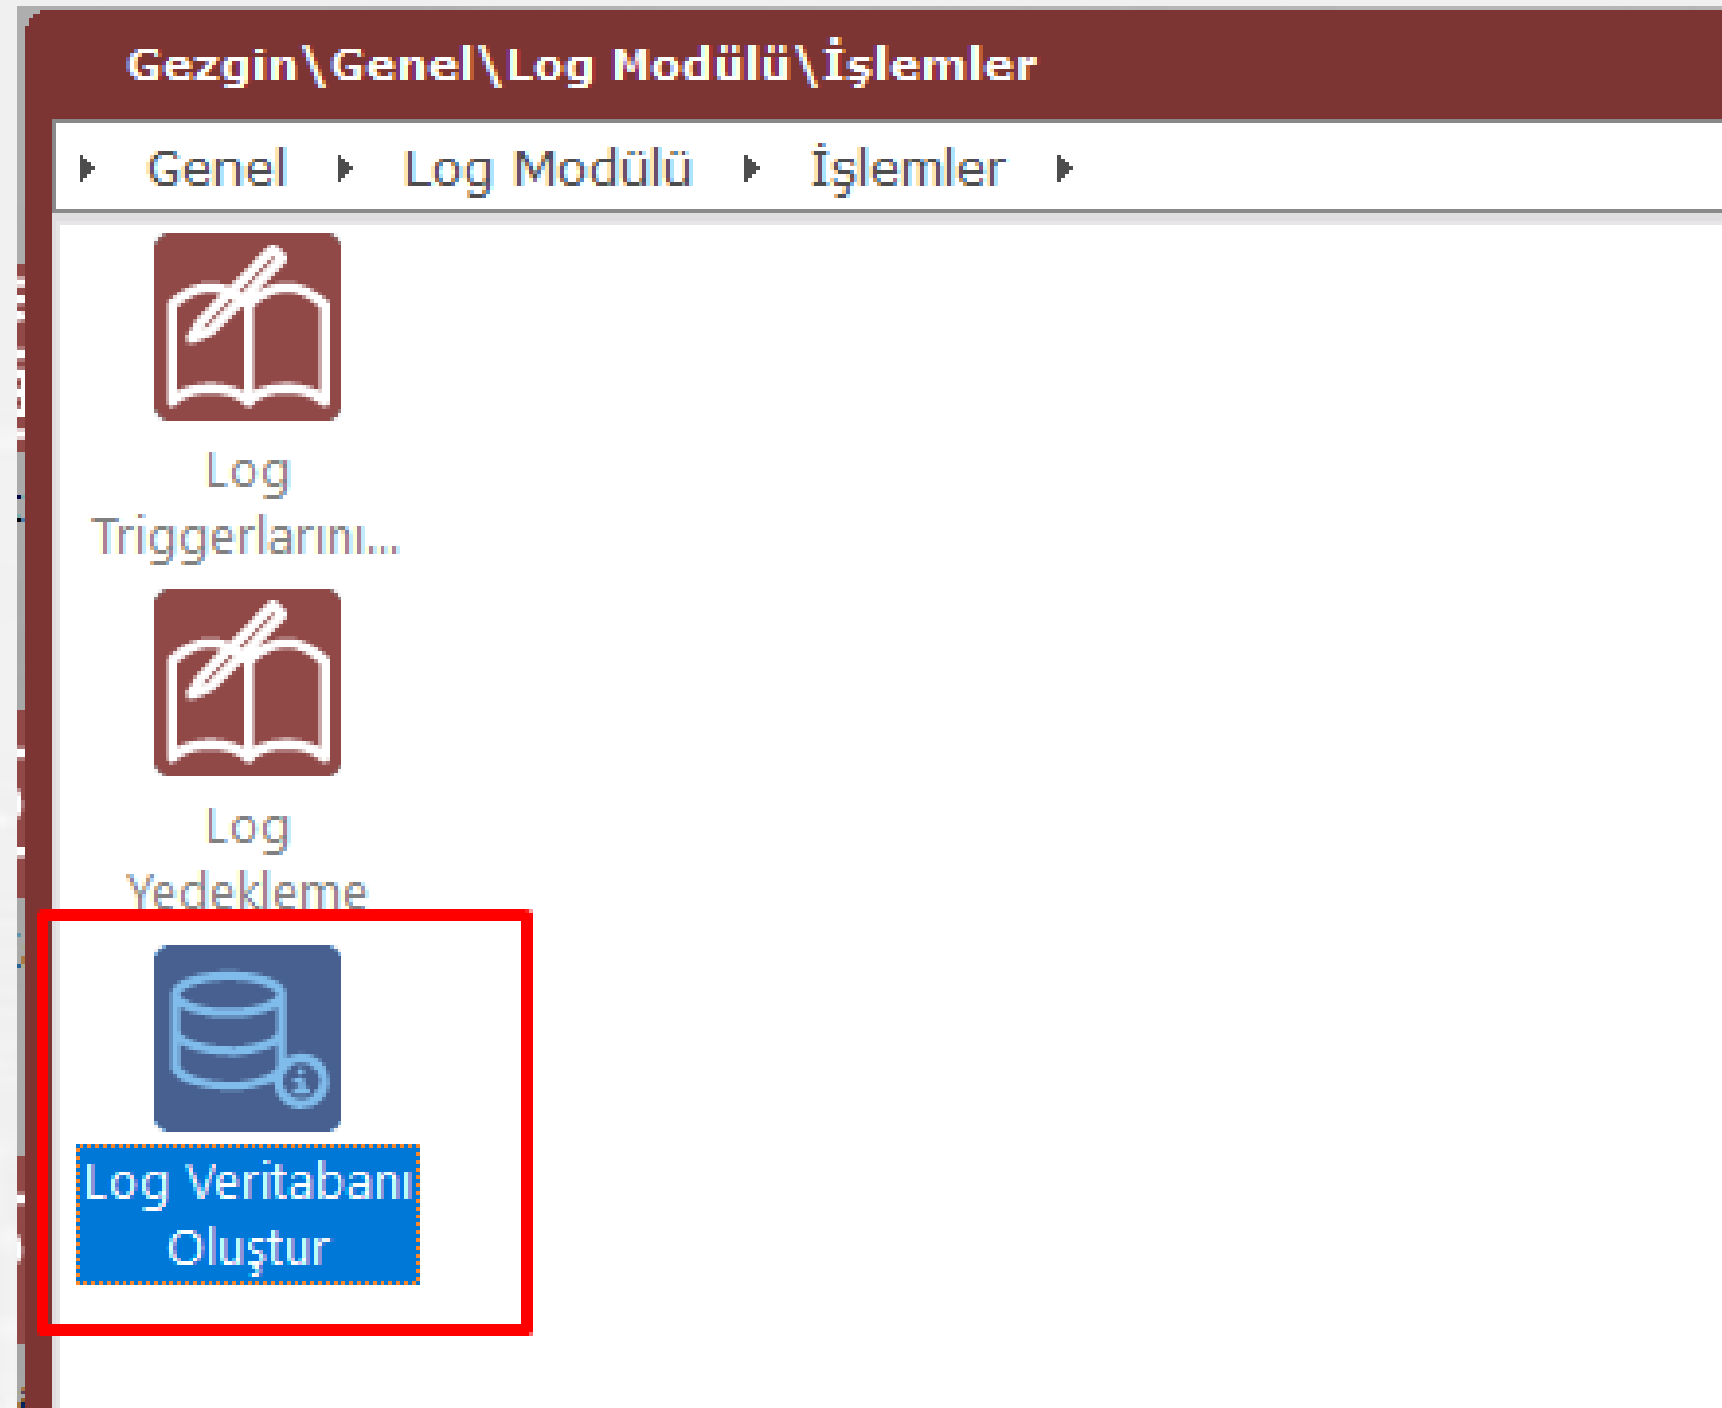 Gezgin\Genel\Log Modülü\İşlemler
Genel Log Modülü İşlemler
Log
Triggerlarını...
Log
Yedekleme
Log Veritabanı
Oluştur